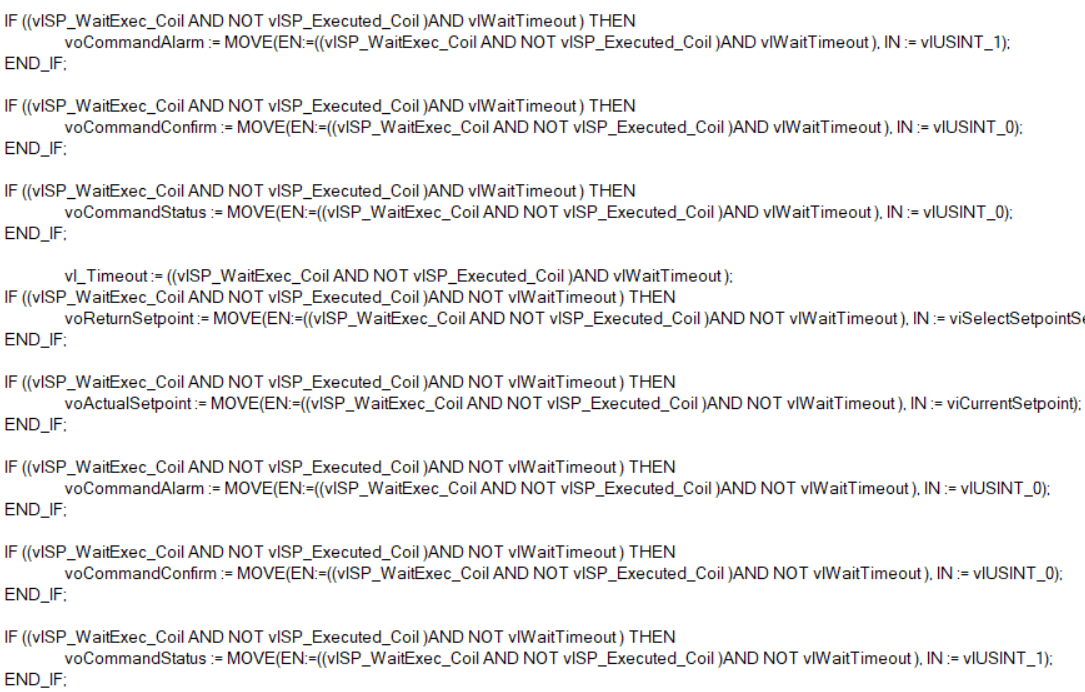 IF ((vISP_WaitExec_Coil AND NOT vISP_Executed_Coil )AND vIWaitTimeout ) THEN
voCommandAlarm := MOVE(EN:=((vISP_WaitExec_Coil AND NOT vISP_Executed_Coil )AND vIWaitTimeout ), IN := vIUSINT_1);
END_IF;
IF ((vISP_WaitExec_Coil AND NOT vISP_Executed_Coil )AND vIWaitTimeout ) THEN
voCommandConfirm := MOVE(EN:=((vISP_WaitExec_Coil AND NOT vISP_Executed_Coil )AND vIWaitTimeout ), IN := vIUSINT_0);
END_IF;
IF ((vISP_WaitExec_Coil AND NOT vISP_Executed_Coil )AND vIWaitTimeout ) THEN
voCommandStatus := MOVE(EN:=((vISP_WaitExec_Coil AND NOT vISP_Executed_Coil )AND vIWaitTimeout ), IN := vIUSINT_0);
END_IF;
vI_Timeout := ((vISP_WaitExec_Coil AND NOT vISP_Executed_Coil )AND vIWaitTimeout );
IF ((vISP_WaitExec_Coil AND NOT vISP_Executed_Coil )AND NOT vIWaitTimeout ) THEN
voReturnSetpoint := MOVE(EN:=((vISP_WaitExec_Coil AND NOT vISP_Executed_Coil )AND NOT vIWaitTimeout ), IN := viSelectSetpointSe
END_IF;
IF ((vISP_WaitExec_Coil AND NOT vISP_Executed_Coil )AND NOT vIWaitTimeout ) THEN
voActualSetpoint := MOVE(EN:=((vISP_WaitExec_Coil AND NOT vISP_Executed_Coil )AND NOT vIWaitTimeout ), IN := viCurrentSetpoint);
END_IF;
IF ((vISP_WaitExec_Coil AND NOT vISP_Executed_Coil )AND NOT vIWaitTimeout ) THEN
voCommandAlarm := MOVE(EN:=((vISP_WaitExec_Coil AND NOT vISP_Executed_Coil )AND NOT vIWaitTimeout ), IN := vIUSINT_0);
END_IF;
IF ((vISP_WaitExec_Coil AND NOT vISP_Executed_Coil )AND NOT vIWaitTimeout ) THEN
voCommandConfirm := MOVE(EN:=((vISP_WaitExec_Coil AND NOT vISP_Executed_Coil )AND NOT vIWaitTimeout ), IN := vIUSINT_0);
END_IF;
IF ((vISP_WaitExec_Coil AND NOT vISP_Executed_Coil )AND NOT vIWaitTimeout ) THEN
voCommandStatus := MOVE(EN:=((vISP_WaitExec_Coil AND NOT vISP_Executed_Coil )AND NOT vIWaitTimeout ), IN := vIUSINT_1);
END_IF;